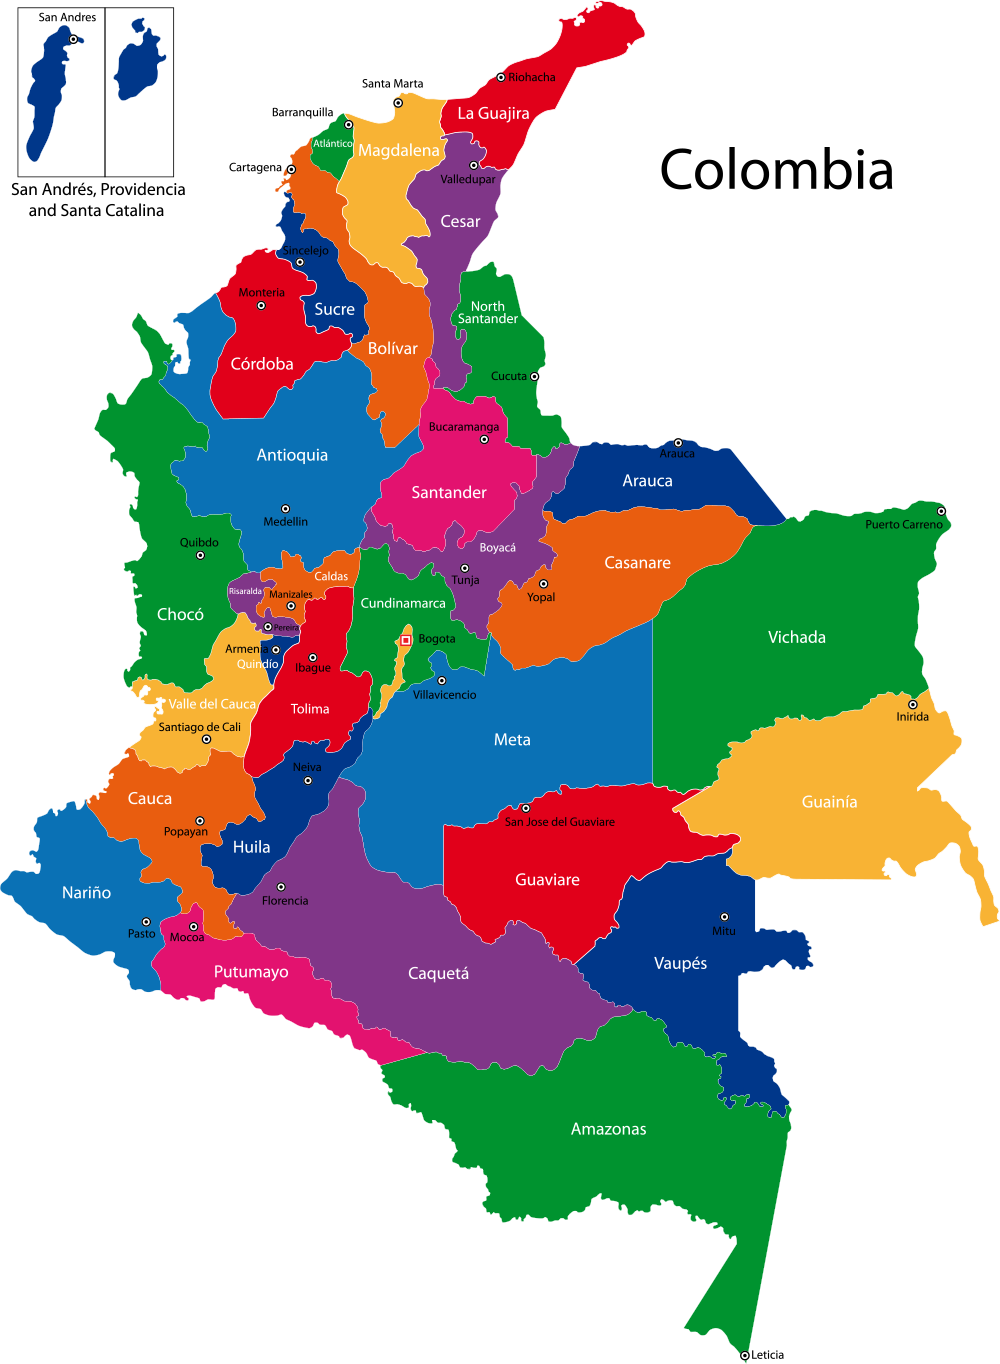 San Andres
San Andrés, Providencia
and Santa Catalina
Colombia
Riohacha
Santa Marta
La Guajira
Barranquilla
Atlántico
Magdalena
Cartagena
Valledupar
Cesar
Sincelejo
Monteria
Sucre
North
Santander
Córdoba
Bolívar
Cucuta
Bucaramanga
Antioquia
Arauca
Arauca
Santander
Medellin
Puerto Carreno
Quibdo
Boyacá
Casanare
Caldas
Tunja
Risaralda
Manizales
Cundinamarca
Yopal
Chocó
Pereira
Bogota
Vichada
Armenia
Quindío
Ibague
Villavicencio
Valle del Cauca
Tolima
Inirida
Santiago de Cali
Meta
Neiva
Cauca
Guainía
Popayan
San Jose del Guaviare
Huila
Guaviare
Nariño
Florencia
Pasto
Mocoa
Mitu
Vaupés
Putumayo
Caquetá
Amazonas
Leticia